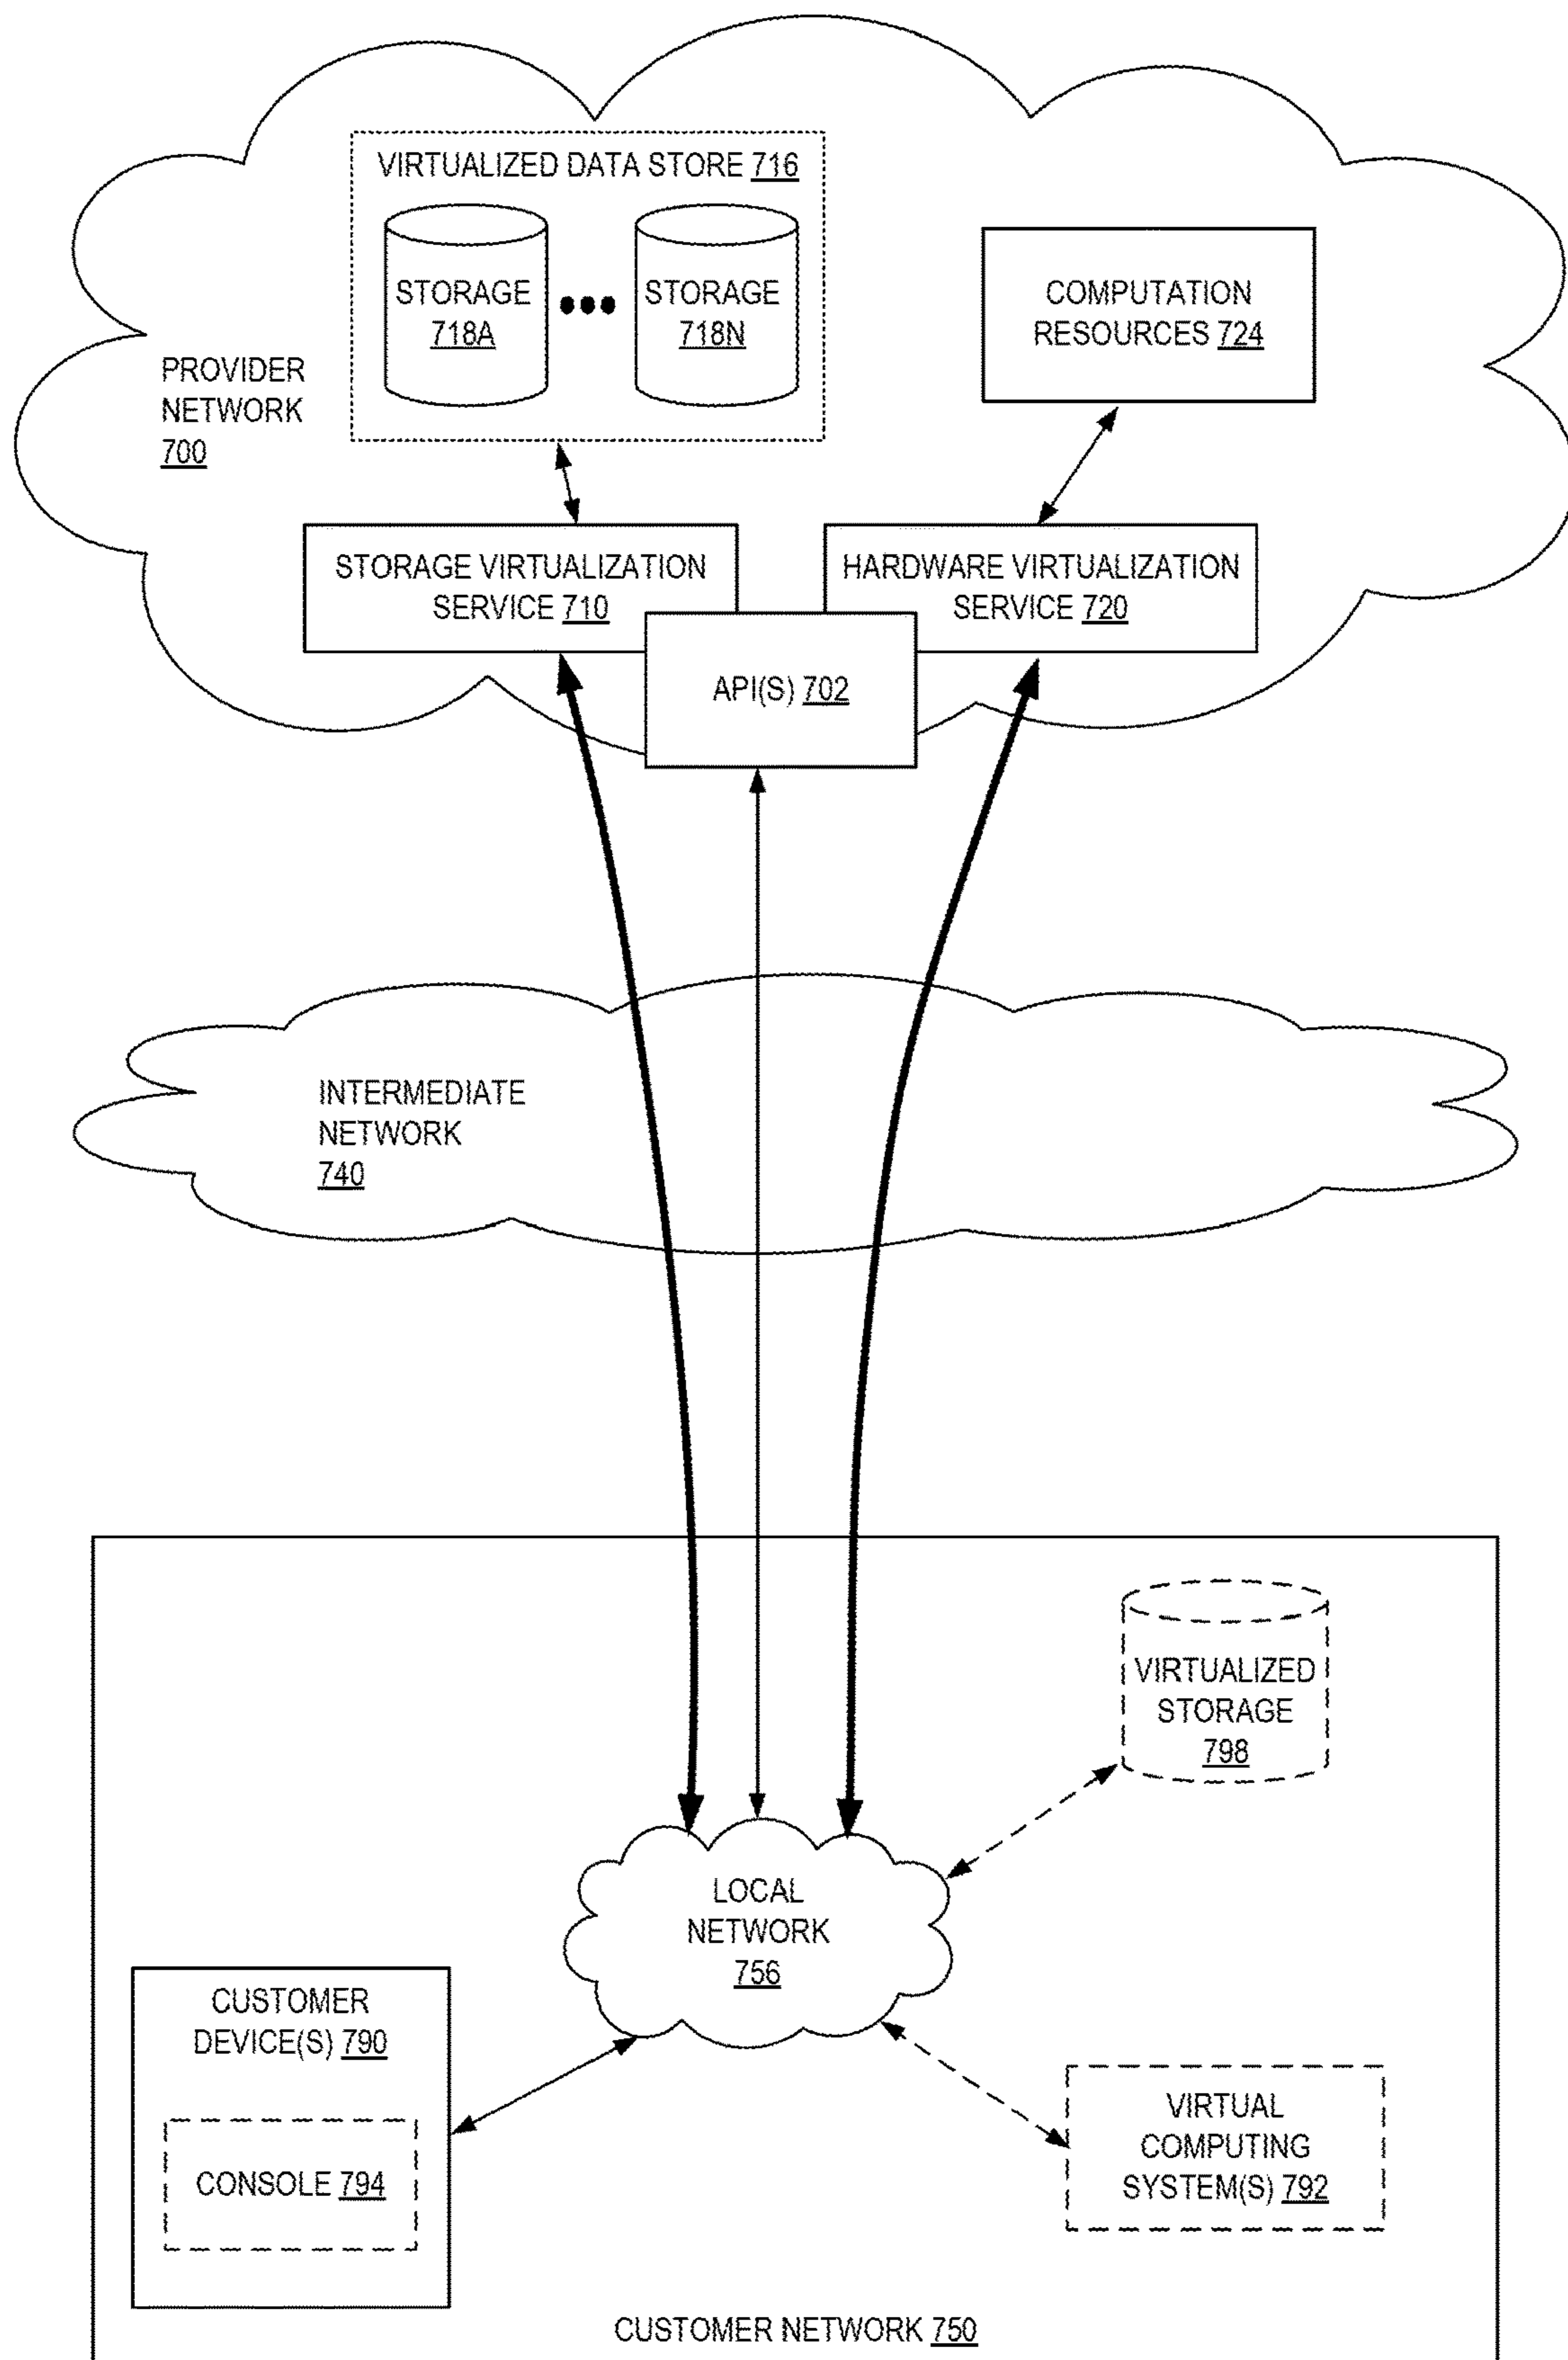 VIRTUALIZED DATA STORE 716
STORAGE
718A
STORAGE
718N
COMPUTATION
RESOURCES 724
PROVIDER
NETWORK
700
STORAGE VIRTUALIZATION
SERVICE 710
HARDWARE VIRTUALIZATION
SERVICE 720
API(S) 702
INTERMEDIATE
NETWORK
740
VIRTUALIZED
STORAGE
798
LOCAL
NETWORK
756
CUSTOMER
DEVICE(S) 790
CONSOLE 794
VIRTUAL
COMPUTING
SYSTEM(S) 792
CUSTOMER NETWORK 750